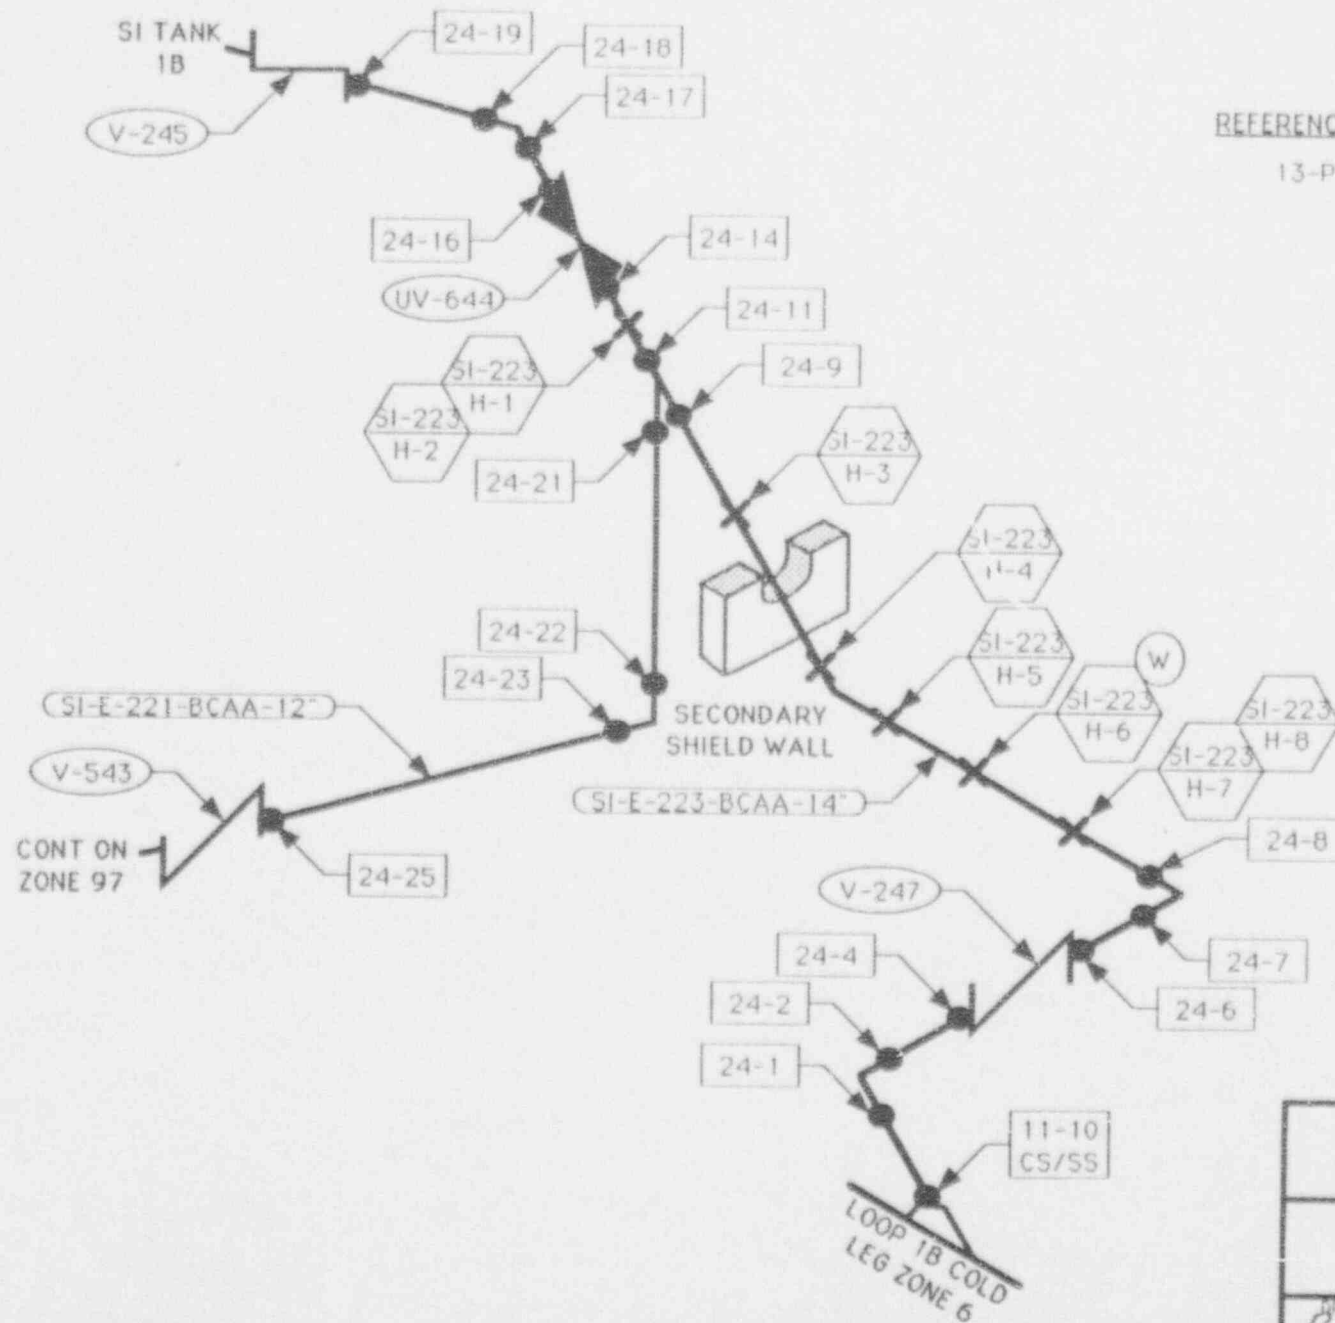 SI TANK
1B
24-19
24-18
24-17
V-245
REFERENC
13-P
24-16
24-14
UV-644
24-11
24-9
SI-223
H-1
SI-223
H-2
SI-223
H-3
24-21
SI-223
H-4
24-22
SI-223
H-5
W
24-23
SI-223
H-6
SI-223
H-8
SI-223
H-7
SI-E-221-BCAA-12"
SECONDARY
SHIELD WALL
V-543
SI-E-223-BCAA-14"
CONT ON
ZONE 97
24-25
24-8
V-247
24-4
24-7
24-2
24-6
24-1
11-10
CS/SS
LOOP 1B COLD
LEG ZONE 6